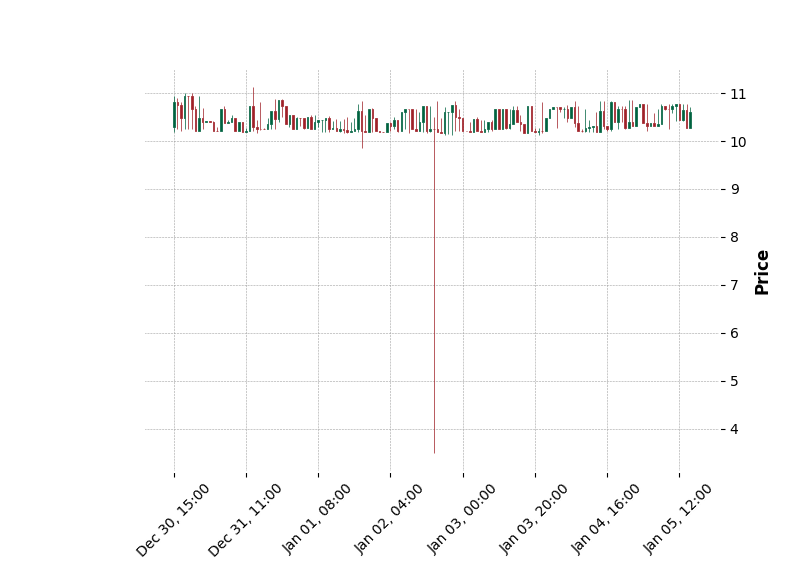 11
10
9
8
7
6
5
4
Price
Dec 30, 15:00
Dec 31, 11:00
Jan 01, 08:00
Jan 02, 04:00
Jan 03, 00:00
Jan 03, 20:00
Jan 04, 16:00
Jan 05, 12:00